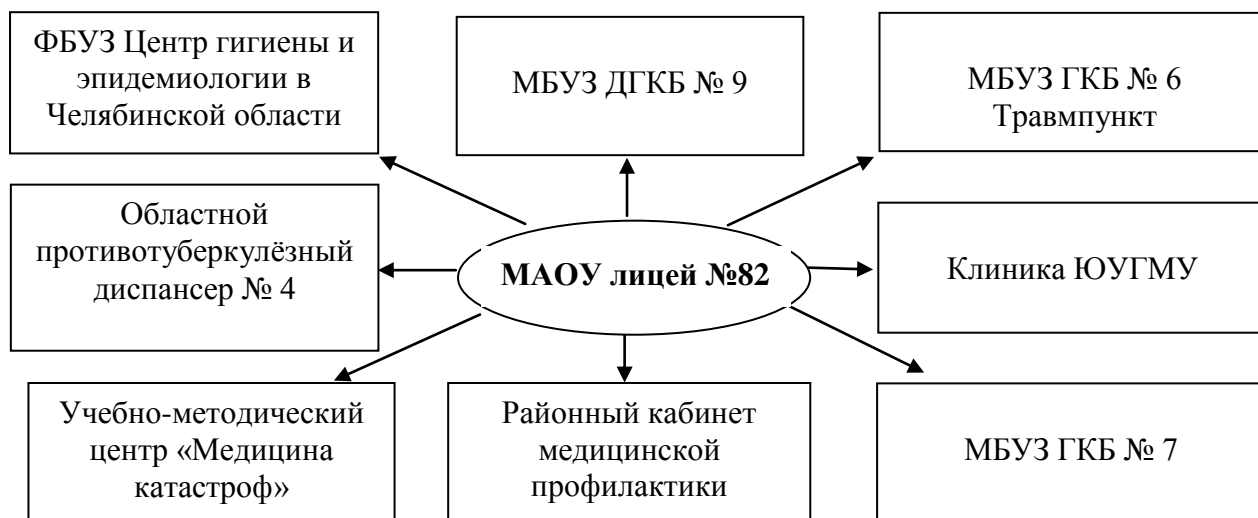 ФБУЗ Центр гигиены и
эпидемиологии в
Челябинской области
МБУЗ ДГКБ № 9
МБУЗ ГКБ № 6
Травмпункт
Областной
противотуберкулёзный
диспансер № 4
МАОУ лицей №82
Клиника ЮУГМУ
Учебно-методический
центр «Медицина
катастроф»
Районный кабинет
медицинской
профилактики
МБУЗ ГКБ № 7